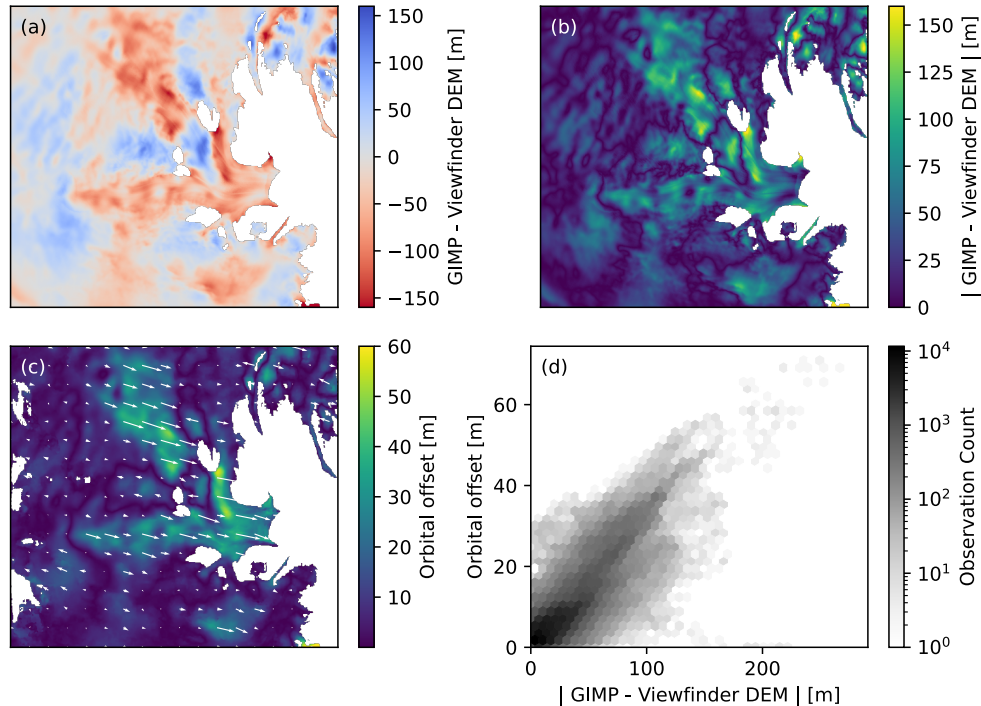 (a)
150
100
50
0
−50
−100
−150
GIMP - Viewfinder DEM [m]
(b)
150
125
100
75
50
25
0
| GIMP - Viewfinder DEM | [m]
(c)
60
50
40
30
20
10
Orbital offset [m]
(d)
60
40
20
0
Orbital offset [m]
0 100 200
| GIMP - Viewfinder DEM | [m]
10⁴
10³
10²
10¹
10⁰
Observation Count